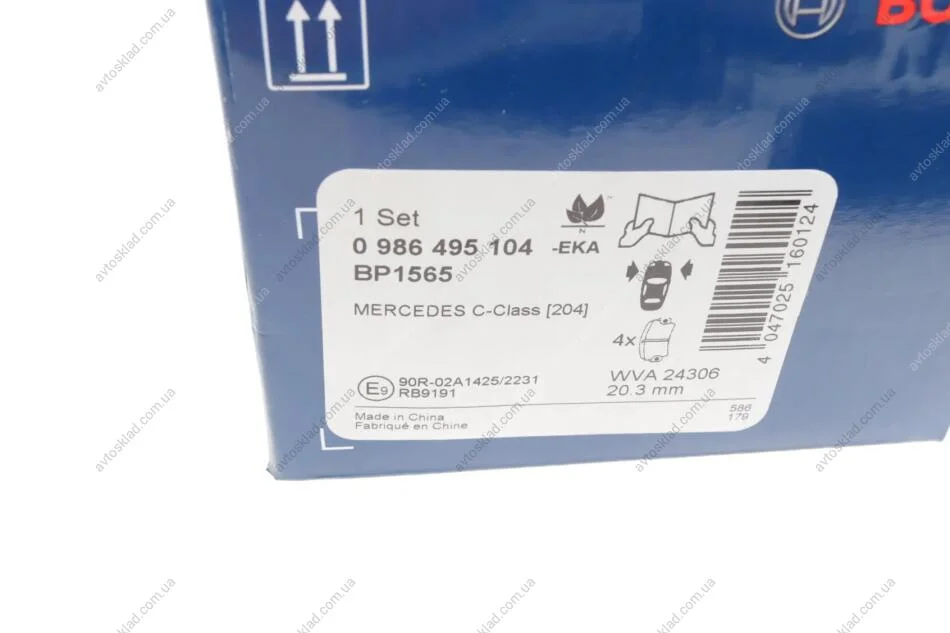 BO
1 Set
0 986 495 104 -EKA
BP1565
MERCEDES C-Class [204]
N
4x
WVA 24306
20.3 mm
E9
90R-02A1425/2231
RB9191
Made in China
Fabriqué en Chine
586
179
4 047025 160124
avtosklad.com.ua